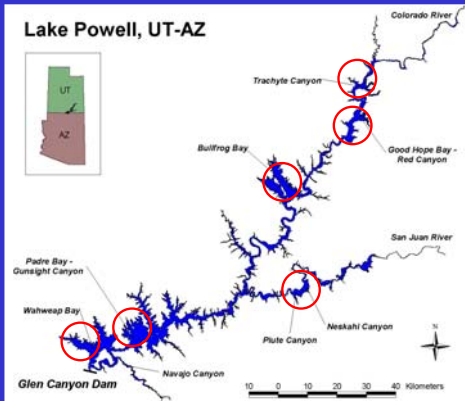 Lake Powell, UT-AZ
Colorado River
UT
AZ
Trachyte Canyon
Good Hope Bay -
Red Canyon
Bullfrog Bay
San Juan River
Padre Bay -
Gunsight Canyon
Wahweap Bay
Neskahi Canyon
Piute Canyon
Navajo Canyon
Glen Canyon Dam
N
10 0 10 20 30 40 Kilometers